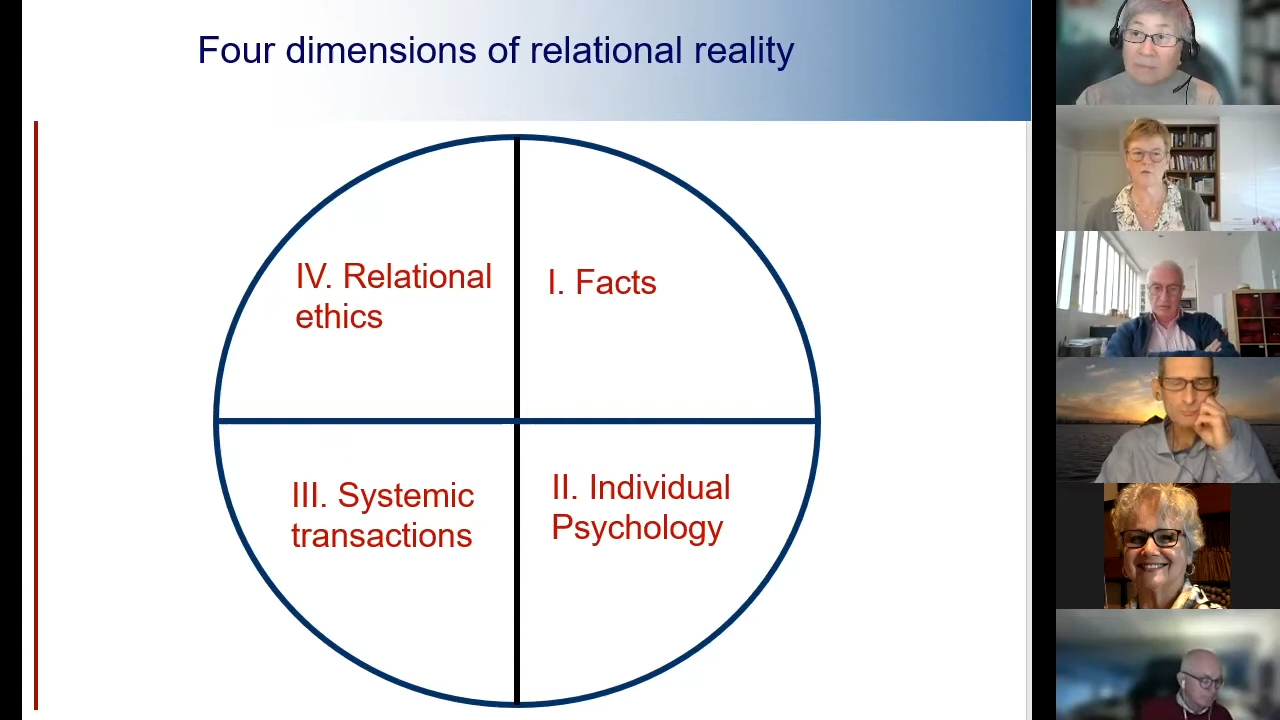 Four dimensions of relational reality
IV. Relational
ethics
I. Facts
III. Systemic
transactions
II. Individual
Psychology